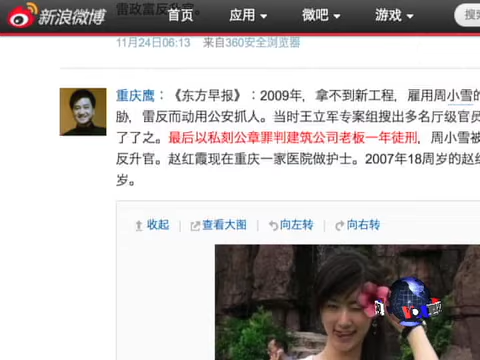 雷政富反升官。
新浪微博 首页 应用 微吧 游戏 搜索
11月24日06:13 来自360安全浏览器
重庆鹰：《东方早报》：2009年，拿不到新工程，雇用周小雪的
胁，雷反而动用公安抓人。当时王立军专案组搜出多名厅级官员
了了之。最后以私刻公章罪判建筑公司老板一年徒刑，周小雪被公
反升官。赵红霞现在重庆一家医院做护士。2007年18周岁的赵红
岁。
收起 查看大图 向左转 向右转
VOA